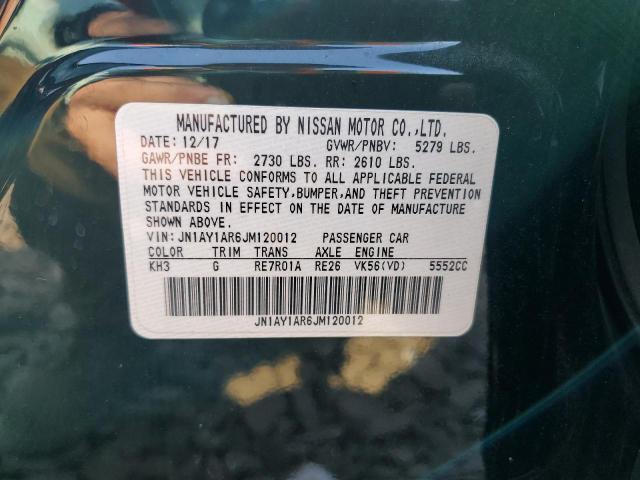 MANUFACTURED BY NISSAN MOTOR CO.,LTD.
DATE: 12/17 GVWR/PNBV: 5279 LBS.
GAWR/PNBE FR: 2730 LBS. RR: 2610 LBS.
THIS VEHICLE CONFORMS TO ALL APPLICABLE FEDERAL
MOTOR VEHICLE SAFETY,BUMPER,AND THEFT PREVENTION
STANDARDS IN EFFECT ON THE DATE OF MANUFACTURE
SHOWN ABOVE.
VIN: JN1AY1AR6JM120012 PASSENGER CAR
COLOR TRIM TRANS AXLE ENGINE
KH3 G RE7R01A RE26 VK56(VD) 5552CC
JN1AY1AR6JM120012